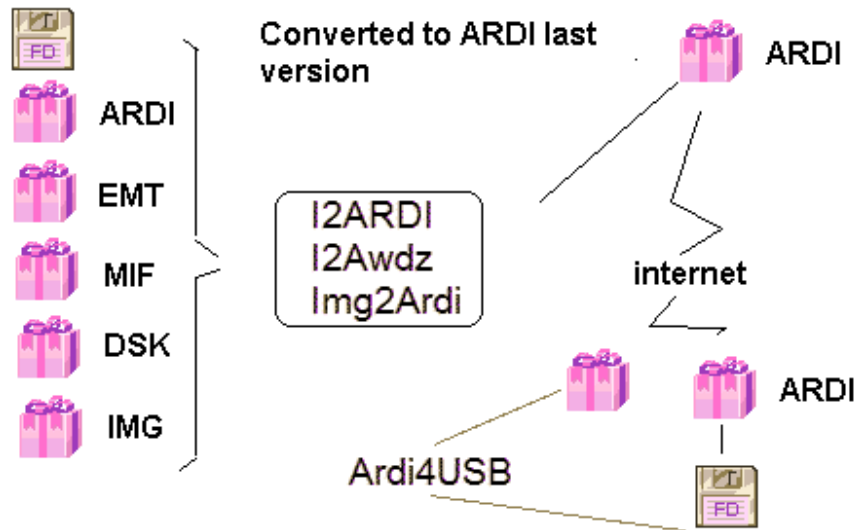 FD
ARDI
EMT
MIF
DSK
IMG
Converted to ARDI last
version
I2ARDI
I2Awdz
Img2Ardi
ARDI
internet
ARDI
Ardi4USB
FD